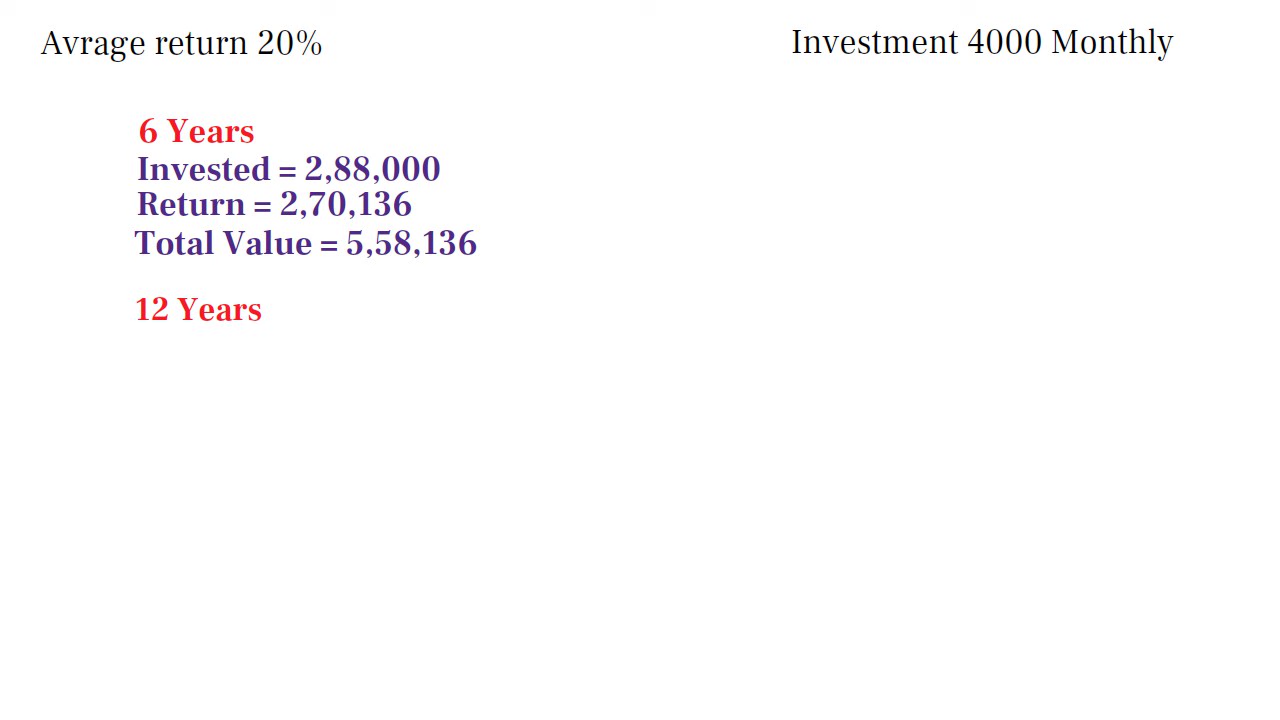 Avrage return 20%
Investment 4000 Monthly
6 Years
Invested = 2,88,000
Return = 2,70,136
Total Value = 5,58,136
12 Years